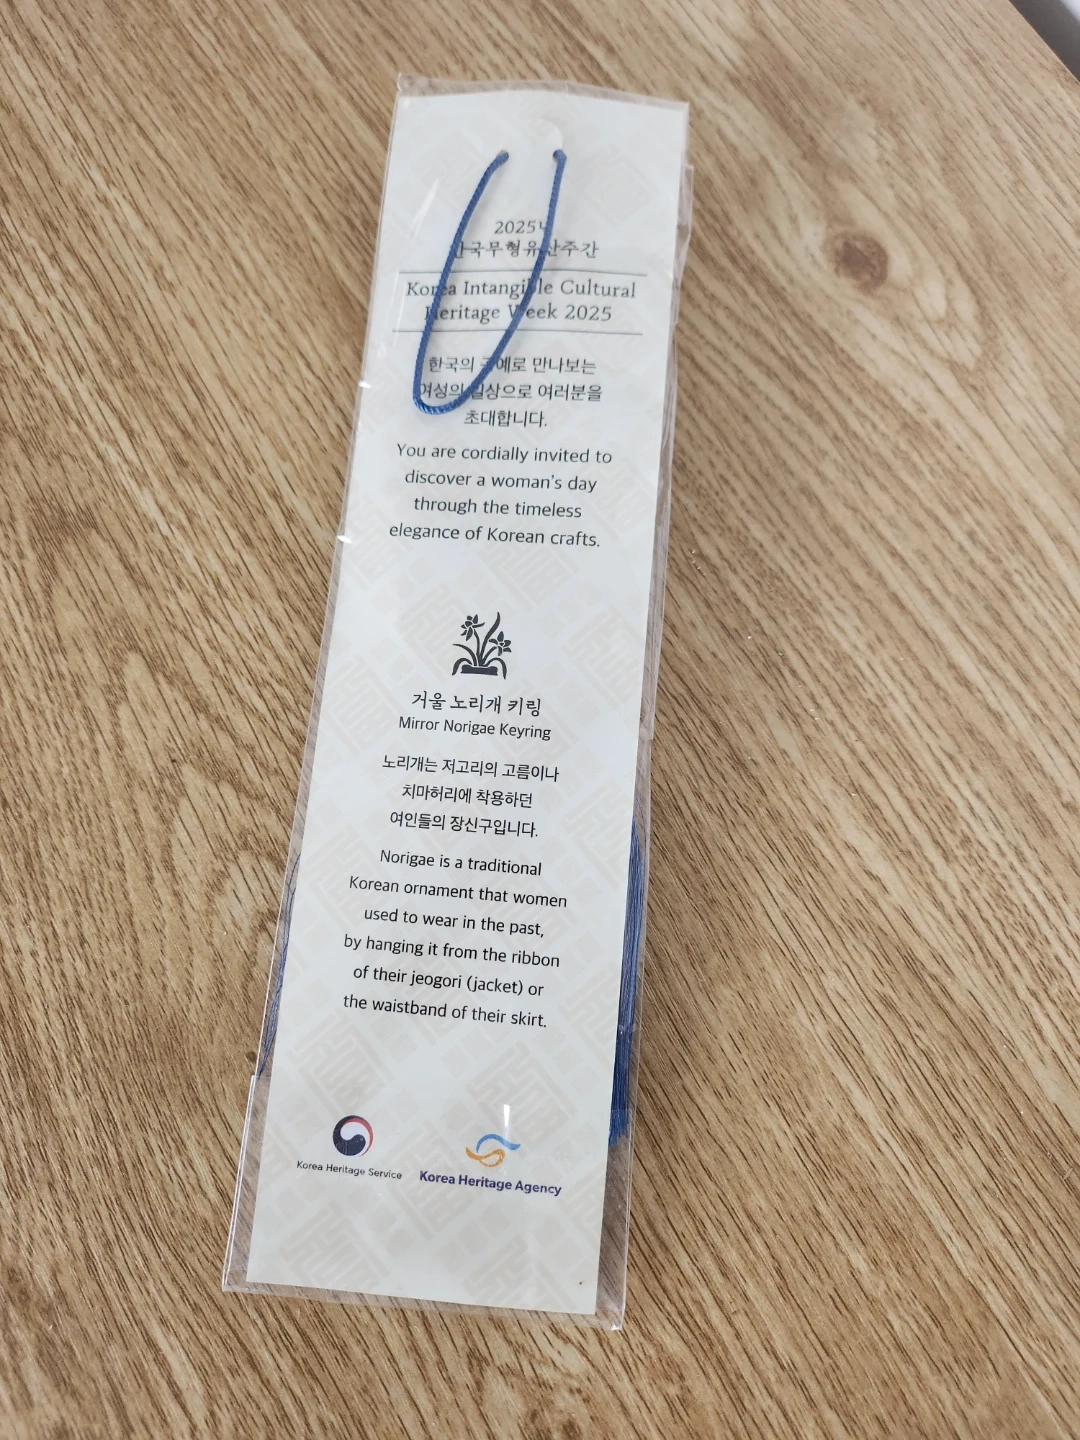 2025년
한국무형유산주간
Korea Intangible Cultural
Heritage Week 2025
한국의 공예로 만나보는
여성의 일상으로 여러분을
초대합니다.
You are cordially invited to
discover a woman's day
through the timeless
elegance of Korean crafts.
거울 노리개 키링
Mirror Norigae Keyring
노리개는 저고리의 고름이나
치마허리에 착용하던
여인들의 장신구입니다.
Norigae is a traditional
Korean ornament that women
used to wear in the past,
by hanging it from the ribbon
of their jeogori (jacket) or
the waistband of their skirt.
Korea Heritage Service
Korea Heritage Agency